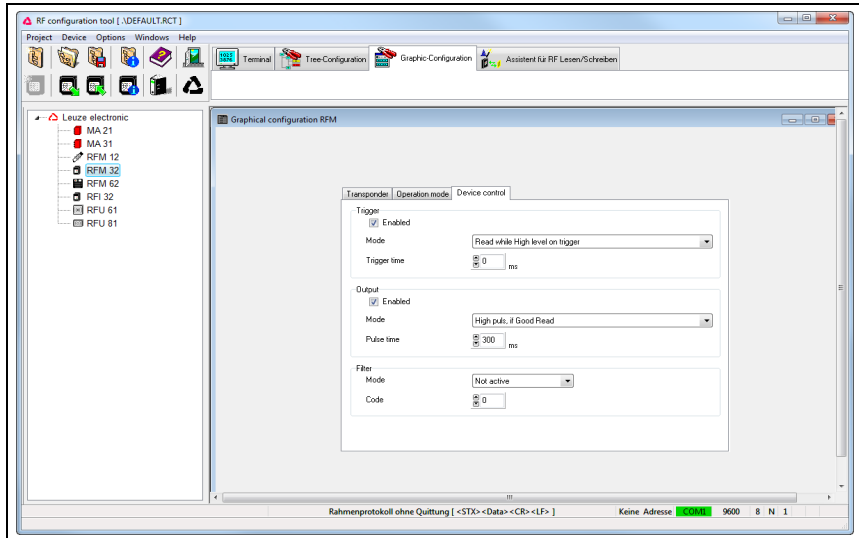 RF configuration tool [ .\DEFAULT.RCT ]
Project Device Options Windows Help
Terminal Tree-Configuration Graphic-Configuration Assistent für RF Lesen/Schreiben
Leuze electronic
MA 21
MA 31
RFM 12
RFM 32
RFM 62
RFI 32
RFU 61
RFU 81
Graphical configuration RFM
Transponder Operation mode Device control
Trigger
Enabled
Mode Read while High level on trigger
Trigger time 0 ms
Output
Enabled
Mode High puls, if Good Read
Pulse time 300 ms
Filter
Mode Not active
Code 0
Rahmenprotokoll ohne Quittung [ <STX><Data><CR><LF> ] Keine Adresse COM1 9600 8 N 1